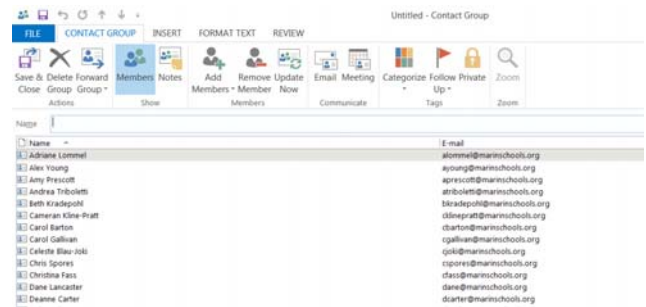 Untitled - Contact Group
FILE CONTACT GROUP INSERT FORMAT TEXT REVIEW
Save & Delete Forward Members Notes Add Remove Update Email Meeting Categorize Follow Private Zoom
Close Group Group Members Member Now Up
Actions Show Members Communicate Tags Zoom
Name
Name E-mail
Adriane Lommel alommel@marinschools.org
Alex Young ayoung@marinschools.org
Amy Prescott aprescott@marinschools.org
Andrea Triboletti atriboletti@marinschools.org
Beth Kradepohl bkradepohl@marinschools.org
Cameran Kline-Pratt cklinepratt@marinschools.org
Carol Barton cbarton@marinschools.org
Carol Gallivan cgallivan@marinschools.org
Celeste Blau-Joki cjoki@marinschools.org
Chris Spores cspores@marinschools.org
Christina Fass cfass@marinschools.org
Dane Lancaster dane@marinschools.org
Deanne Carter dcarter@marinschools.org